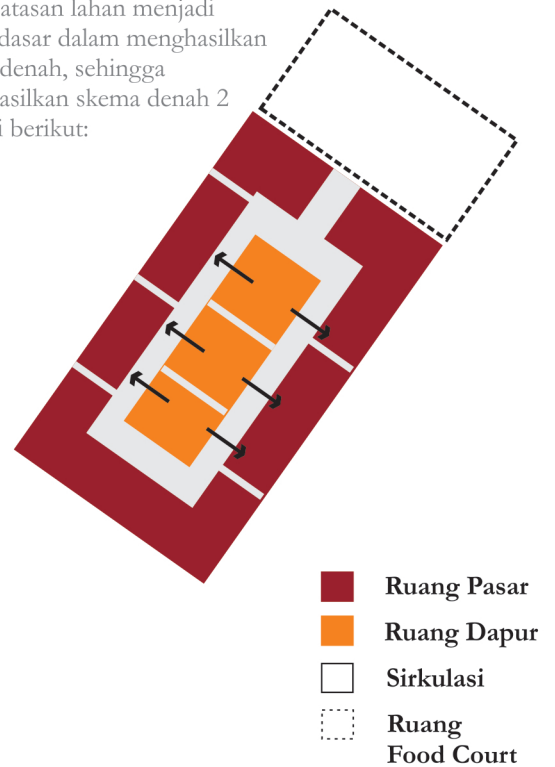 atasan lahan menjadi
dasar dalam menghasilkan
denah, sehingga
asilkan skema denah 2
i berikut:
Ruang Pasar
Ruang Dapur
Sirkulasi
Ruang
Food Court